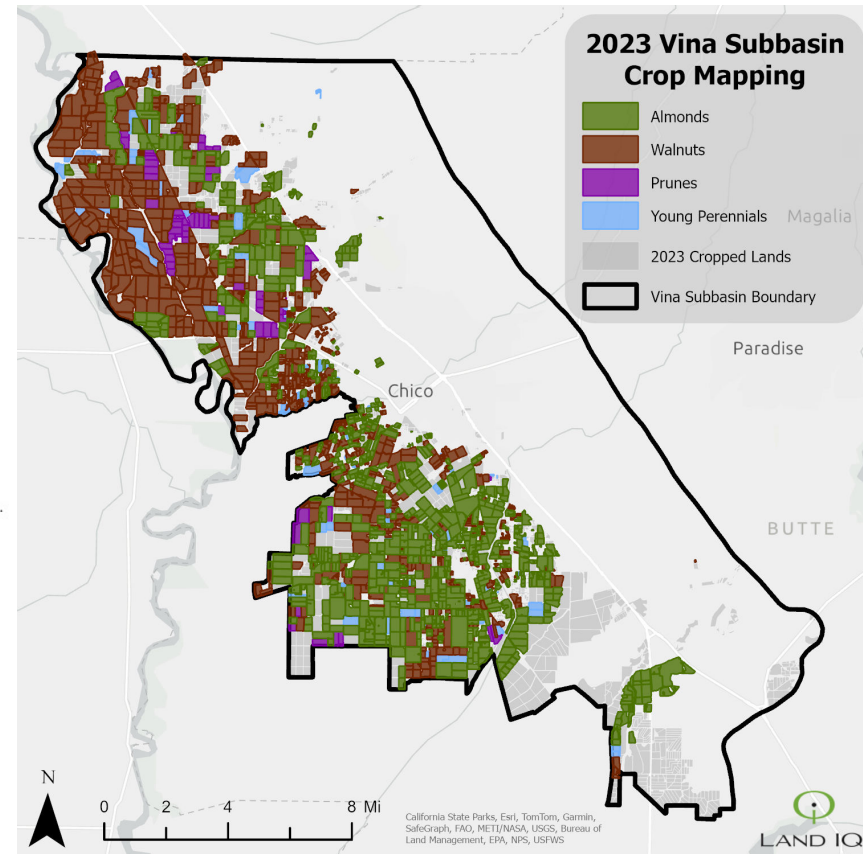 2023 Vina Subbasin
Crop Mapping
Almonds
Walnuts
Prunes
Young Perennials
2023 Cropped Lands
Vina Subbasin Boundary
Magalia
Paradise
Chico
BUTTE
N
0 2 4 8 Mi
California State Parks, Esri, TomTom, Garmin,
SafeGraph, FAO, METI/NASA, USGS, Bureau of
Land Management, EPA, NPS, USFWS
LAND IQ